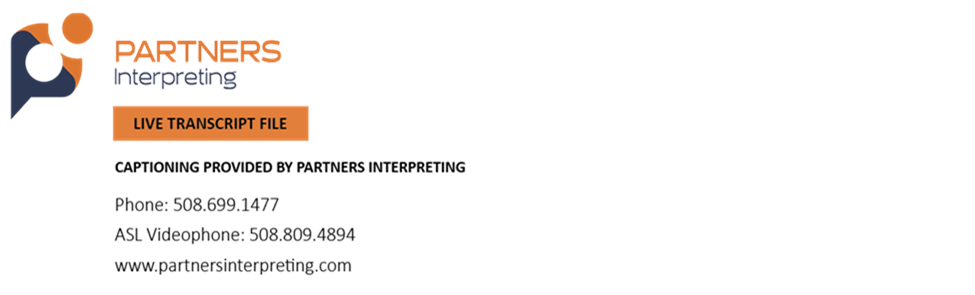 PARTNERS
Interpreting
LIVE TRANSCRIPT FILE
CAPTIONING PROVIDED BY PARTNERS INTERPRETING
Phone: 508.699.1477
ASL Videophone: 508.809.4894
www.partnersinterpreting.com